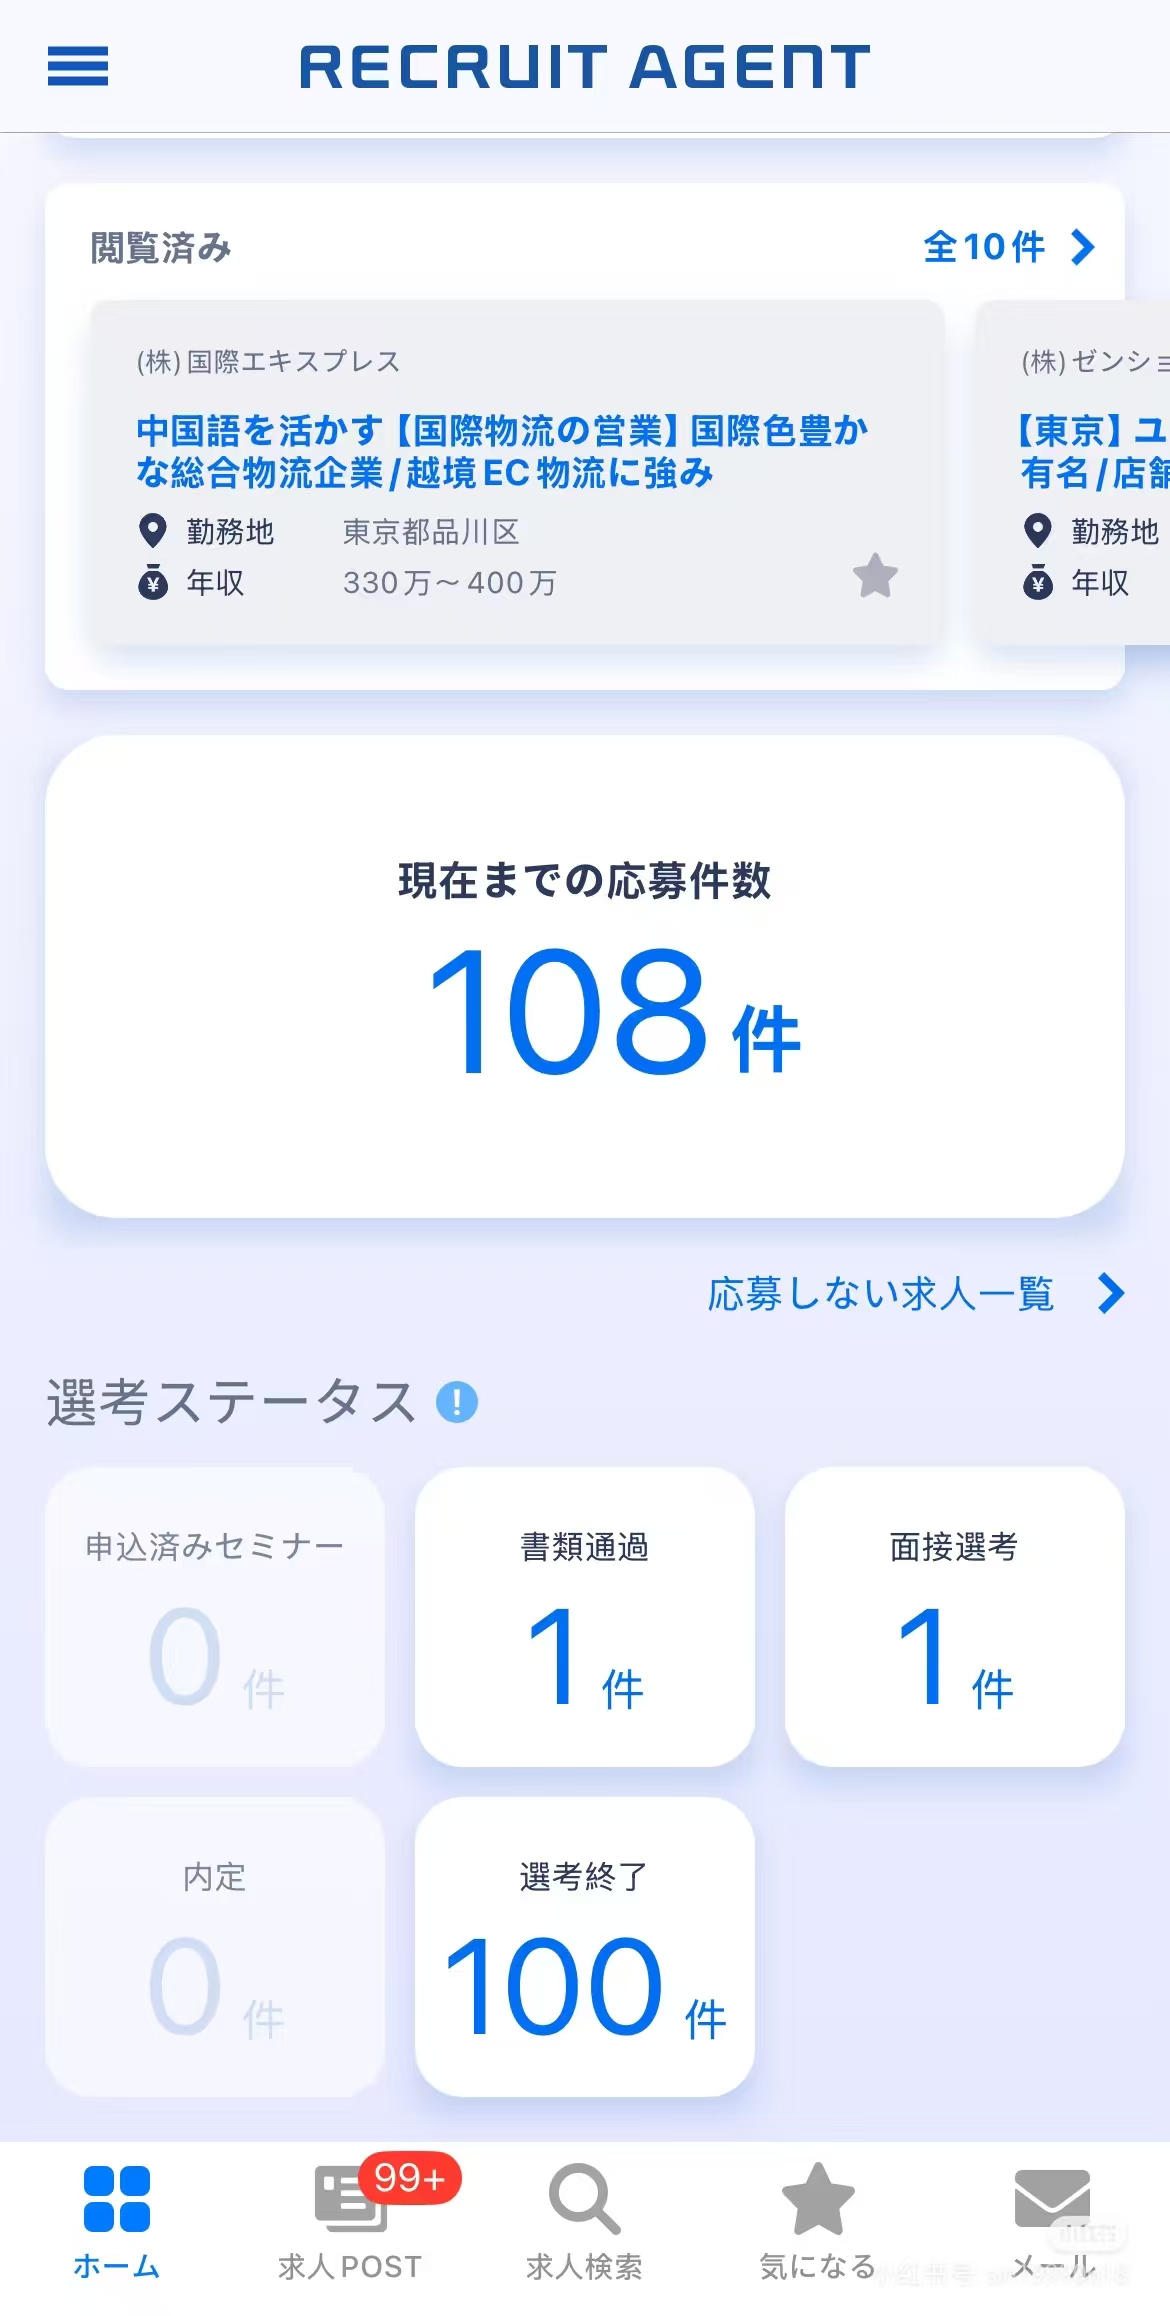 RECRUIT AGENT
閲覧済み
全10件
(株)国際エキスプレス
中国語を活かす【国際物流の営業】国際色豊か
な総合物流企業/越境EC物流に強み
勤務地 東京都品川区
年収 330万～400万
(株)ゼンショ
【東京】ユ
有名/店舗
勤務地
年収
現在までの応募件数
108件
応募しない求人一覧
選考ステータス
申込済みセミナー
0件
書類通過
1件
面接選考
1件
内定
0件
選考終了
100件
99+
ホーム
求人POST
求人検索
気になる
メール